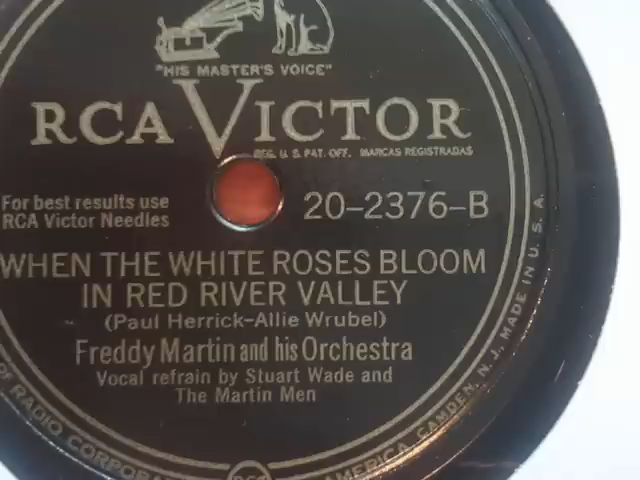 "HIS MASTER'S VOICE"
RCA VICTOR
REG. U. S. PAT. OFF. MARCAS REGISTRADAS
For best results use
RCA Victor Needles
20-2376-B
WHEN THE WHITE ROSES BLOOM
IN RED RIVER VALLEY
(Paul Herrick-Allie Wrubel)
Freddy Martin and his Orchestra
Vocal refrain by Stuart Wade and
The Martin Men
OF RADIO CORPORA
AMERICA, CAMDEN, N. J., MADE IN U. S. A.